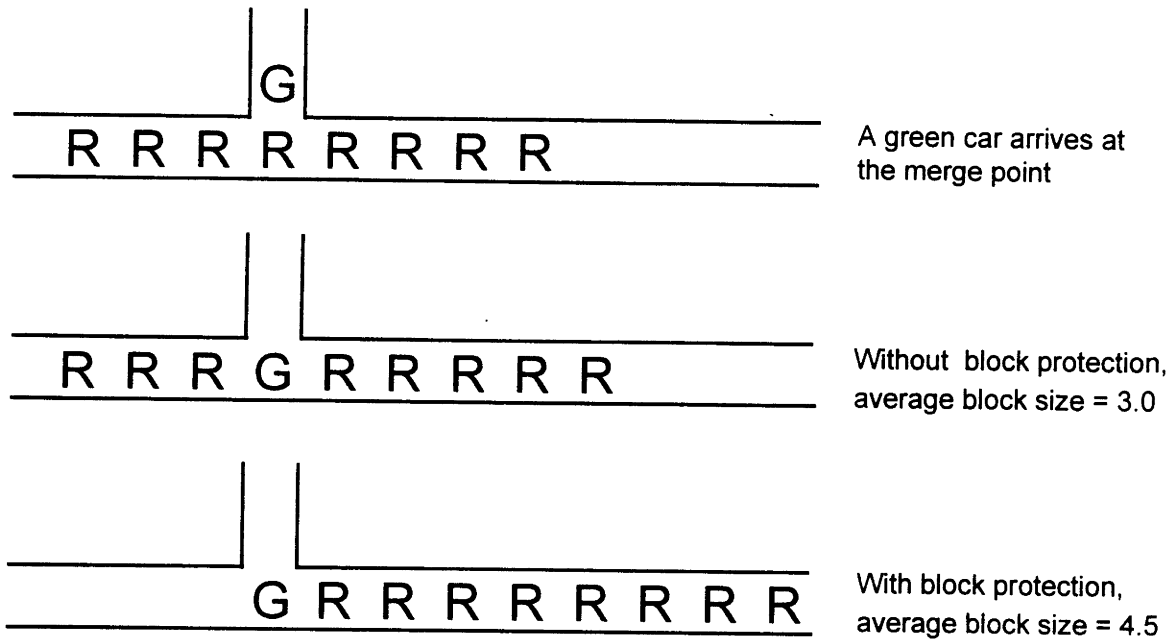 G
R R R R R R R R
A green car arrives at
the merge point
R R R G R R R R R
Without block protection,
average block size = 3.0
G R R R R R R R R
With block protection,
average block size = 4.5